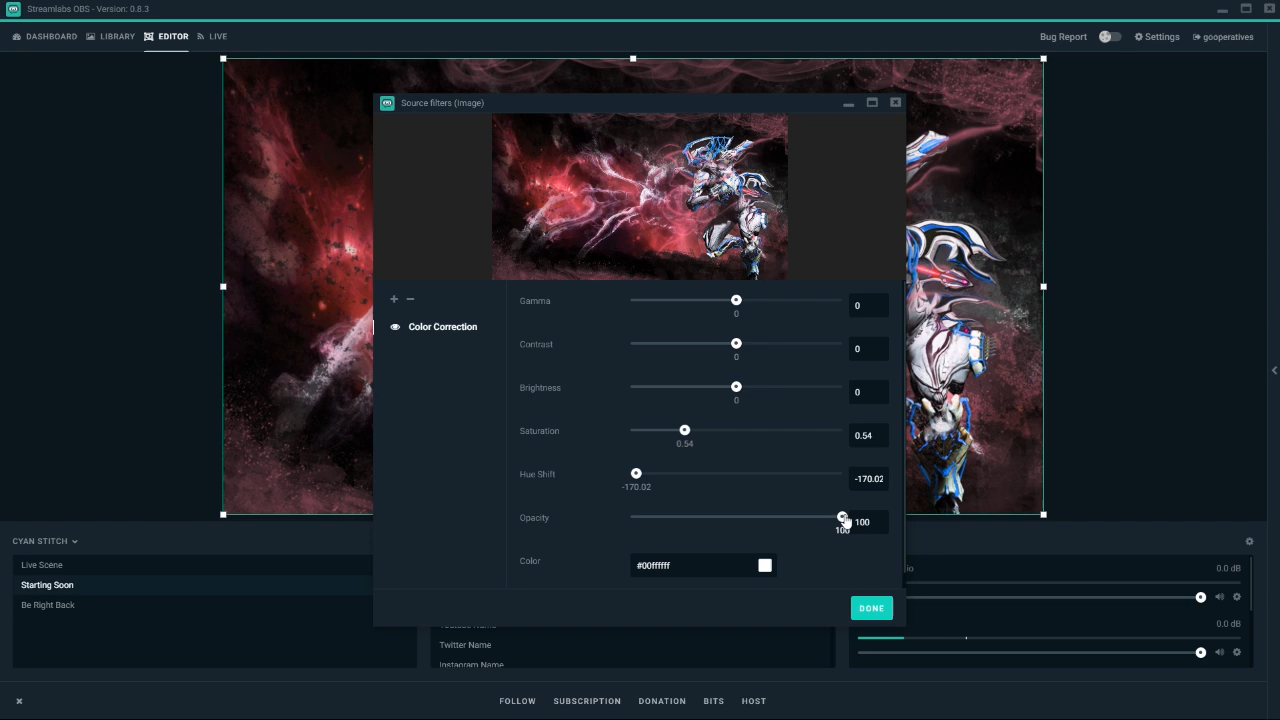 Streamlabs OBS - Version: 0.8.3
DASHBOARD LIBRARY EDITOR LIVE
Bug Report Settings gooperatives
Source filters (Image)
Color Correction
Gamma 0
0
Contrast 0
0
Brightness 0
0
Saturation 0.54
0.54
Hue Shift -170.02
-170.02
Opacity 100
100
Color #00ffffff
DONE
CYAN STITCH
Live Scene
Starting Soon
Be Right Back
Twitter Name
Instagram Name
0.0 dB
0.0 dB
FOLLOW SUBSCRIPTION DONATION BITS HOST